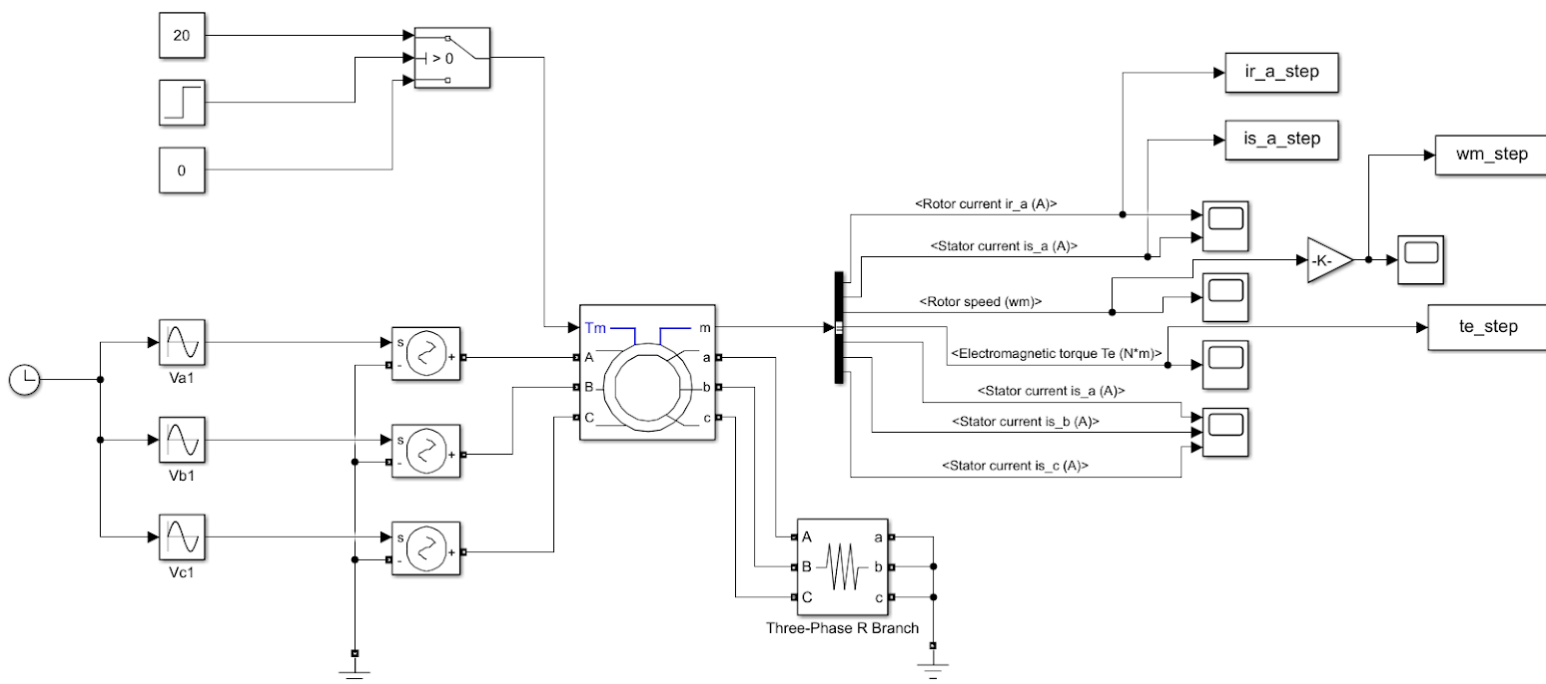 20
> 0
0
ir_a_step
is_a_step
wm_step
<Rotor current ir_a (A)>
<Stator current is_a (A)>
-K-
<Rotor speed (wm)>
te_step
<Electromagnetic torque Te (N*m)>
<Stator current is_a (A)>
<Stator current is_b (A)>
<Stator current is_c (A)>
Va1
Vb1
Vc1
s
-
+
s
-
+
s
-
+
Tm
m
A
a
B
b
C
c
A
a
B
b
C
c
Three-Phase R Branch